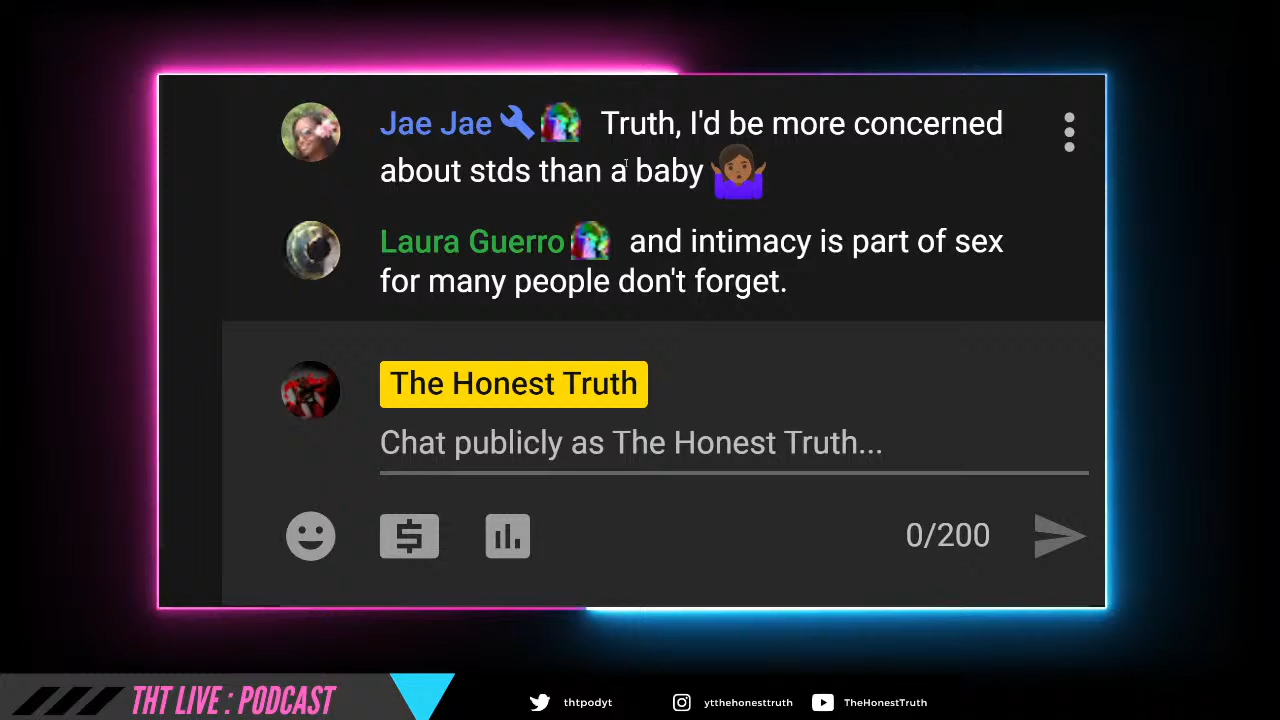 Jae Jae Truth, I'd be more concerned
about stds than a baby
Laura Guerro and intimacy is part of sex
for many people don't forget.
The Honest Truth
Chat publicly as The Honest Truth...
0/200
THT LIVE : PODCAST
thtpodyt
ytthehonesttruth
TheHonestTruth